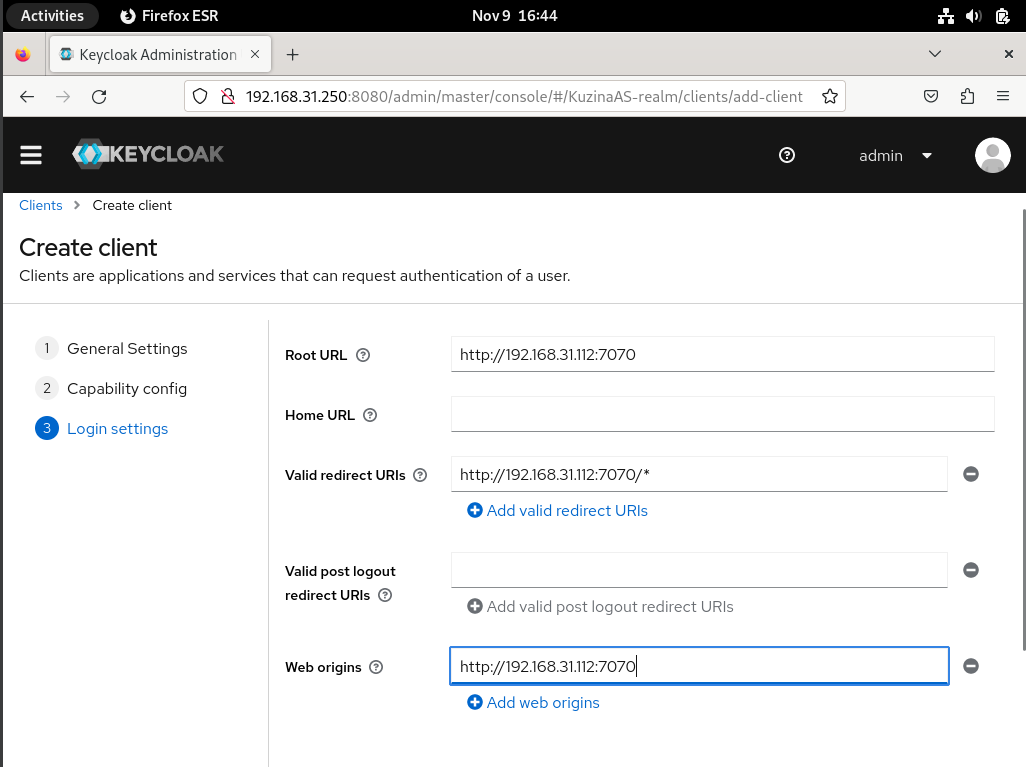 Activities Firefox ESR Nov 9 16:44
Keycloak Administration
192.168.31.250:8080/admin/master/console/#/KuzinaAS-realm/clients/add-client
KEYCLOAK admin
Clients Create client
Create client
Clients are applications and services that can request authentication of a user.
1 General Settings
2 Capability config
3 Login settings
Root URL http://192.168.31.112:7070
Home URL
Valid redirect URIs http://192.168.31.112:7070/*
Add valid redirect URIs
Valid post logout
redirect URIs
Add valid post logout redirect URIs
Web origins http://192.168.31.112:7070
Add web origins